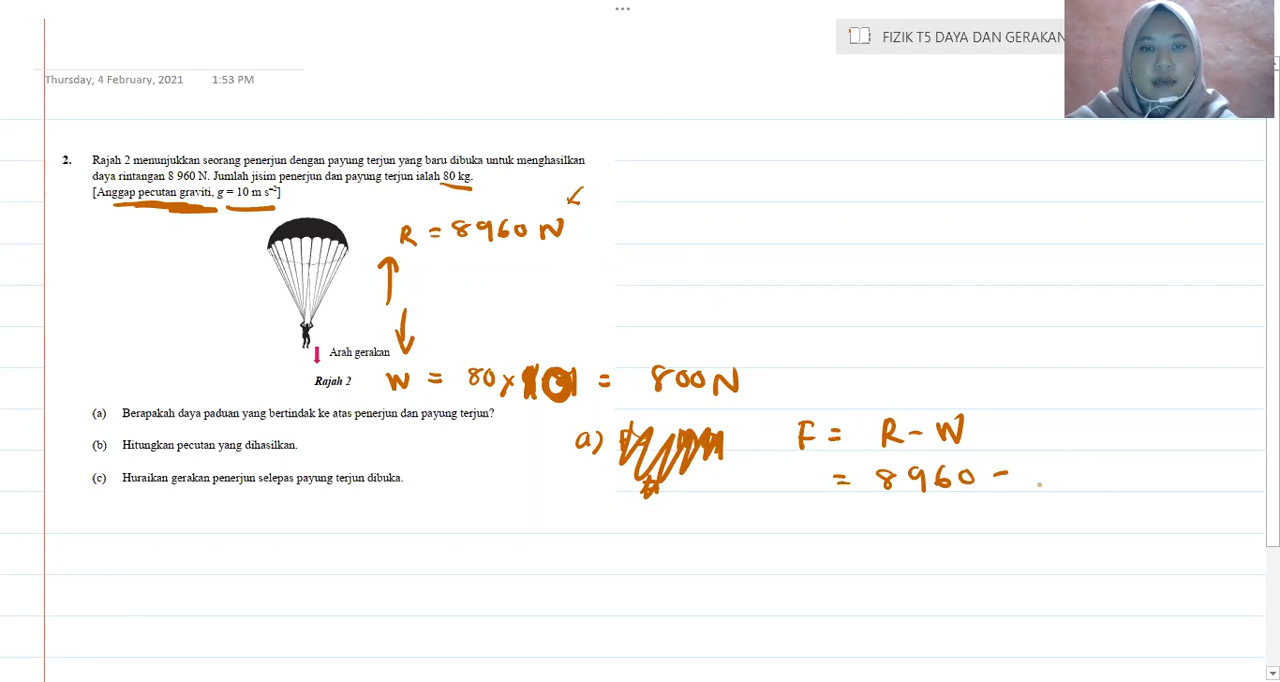 FIZIK T5 DAYA DAN GERAKAN
Thursday, 4 February, 2021 1:53 PM
2. Rajah 2 menunjukkan seorang penerjun dengan payung terjun yang baru dibuka untuk menghasilkan
daya rintangan 8 960 N. Jumlah jisim penerjun dan payung terjun ialah 80 kg.
[Anggap pecutan graviti, g = 10 m s⁻²]
R = 8960 N
Arah gerakan
Rajah 2
W = 80 × 10 = 800 N
(a) Berapakah daya paduan yang bertindak ke atas penerjun dan payung terjun?
(b) Hitungkan pecutan yang dihasilkan.
(c) Huraikan gerakan penerjun selepas payung terjun dibuka.
a) F = R - W
= 8960 -